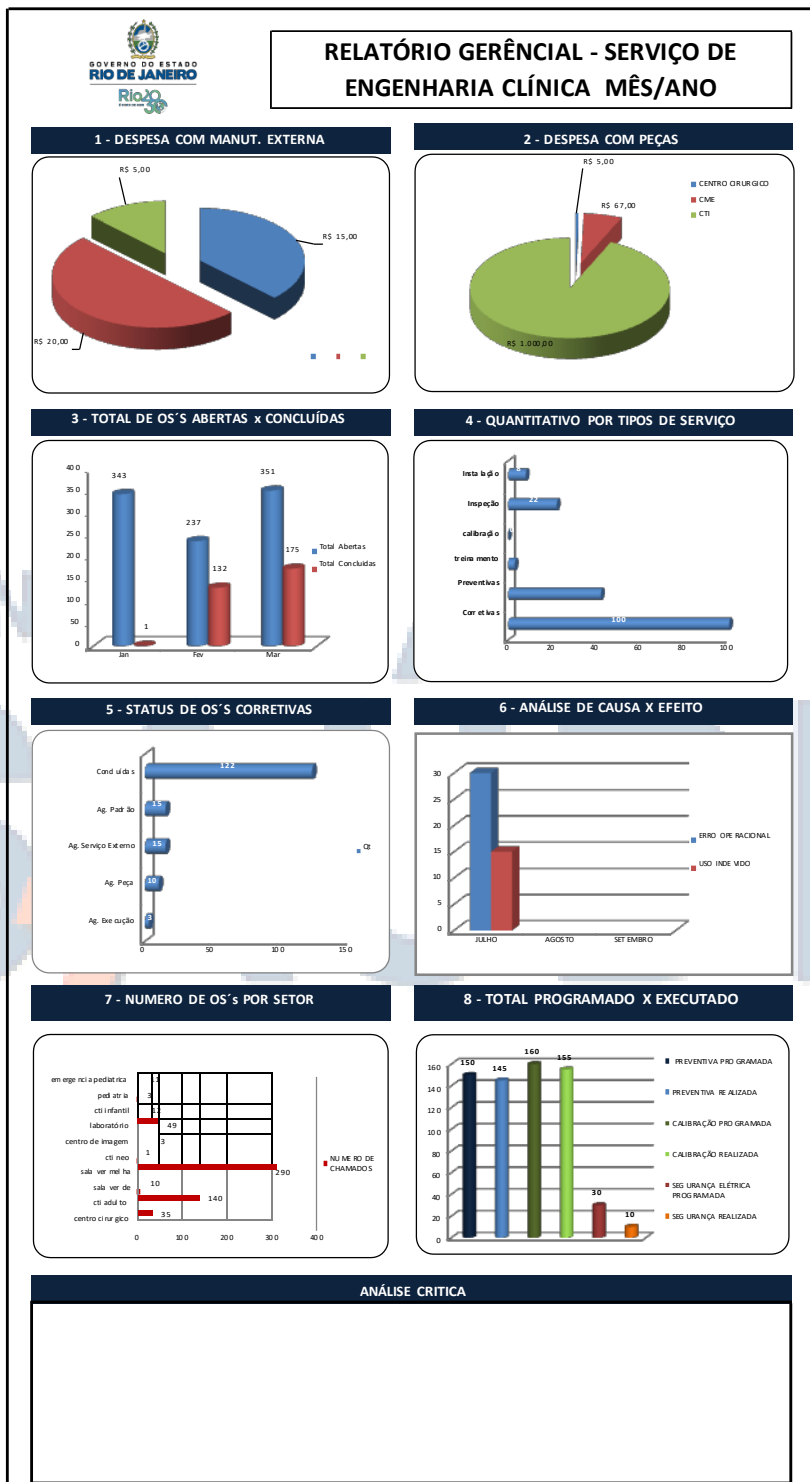 GOVERNO DO ESTADO
RIO DE JANEIRO
RELATÓRIO GERÊNCIAL - SERVIÇO DE
ENGENHARIA CLÍNICA MÊS/ANO
1 - DESPESA COM MANUT. EXTERNA
R$ 5,00
R$ 15,00
R$ 20,00
2 - DESPESA COM PEÇAS
R$ 5,00
R$ 67,00
R$ 1.000,00
CENTRO CIRURGICO
CME
CTI
3 - TOTAL DE OS´S ABERTAS x CONCLUÍDAS
400
350
300
250
200
150
100
50
0
343
1
237
132
351
175
Jan
Fev
Mar
Total Abertas
Total Concluidas
4 - QUANTITATIVO POR TIPOS DE SERVIÇO
Instalação
Inspeção
22
calibração
treinamento
Preventivas
Corretivas
100
0 20 40 60 80 100
5 - STATUS DE OS´S CORRETIVAS
Concluídas
122
Ag. Padrão
15
Ag. Serviço Externo
15
Ag. Peça
10
Ag. Execução
3
0 50 100 150
Qt
6 - ANÁLISE DE CAUSA X EFEITO
30
25
20
15
10
5
0
JULHO
AGOSTO
SETEMBRO
ERRO OPERACIONAL
USO INDEVIDO
7 - NUMERO DE OS´s POR SETOR
emergencia pediatrica
11
pediatria
3
cti infantil
12
laboratório
49
centro de imagem
3
cti neo
1
sala vermelha
290
sala verde
10
cti adulto
140
centro cirurgico
35
0 100 200 300 400
NUMERO DE
CHAMADOS
8 - TOTAL PROGRAMADO X EXECUTADO
160
140
120
100
80
60
40
20
0
150
145
160
155
30
10
PREVENTIVA PROGRAMADA
PREVENTIVA REALIZADA
CALIBRAÇÃO PROGRAMADA
CALIBRAÇÃO REALIZADA
SEGURANÇA ELÉTRICA
PROGRAMADA
SEGURANÇA REALIZADA
ANÁLISE CRITICA